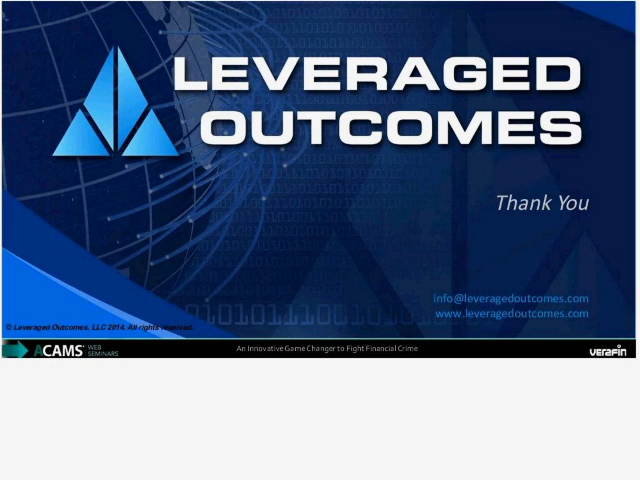 LEVERAGED
OUTCOMES
Thank You
info@leveragedoutcomes.com
www.leveragedoutcomes.com
© Leveraged Outcomes, LLC 2014. All rights reserved.
ACAMS® WEB
SEMINARS
An Innovative Game Changer to Fight Financial Crime
verafin